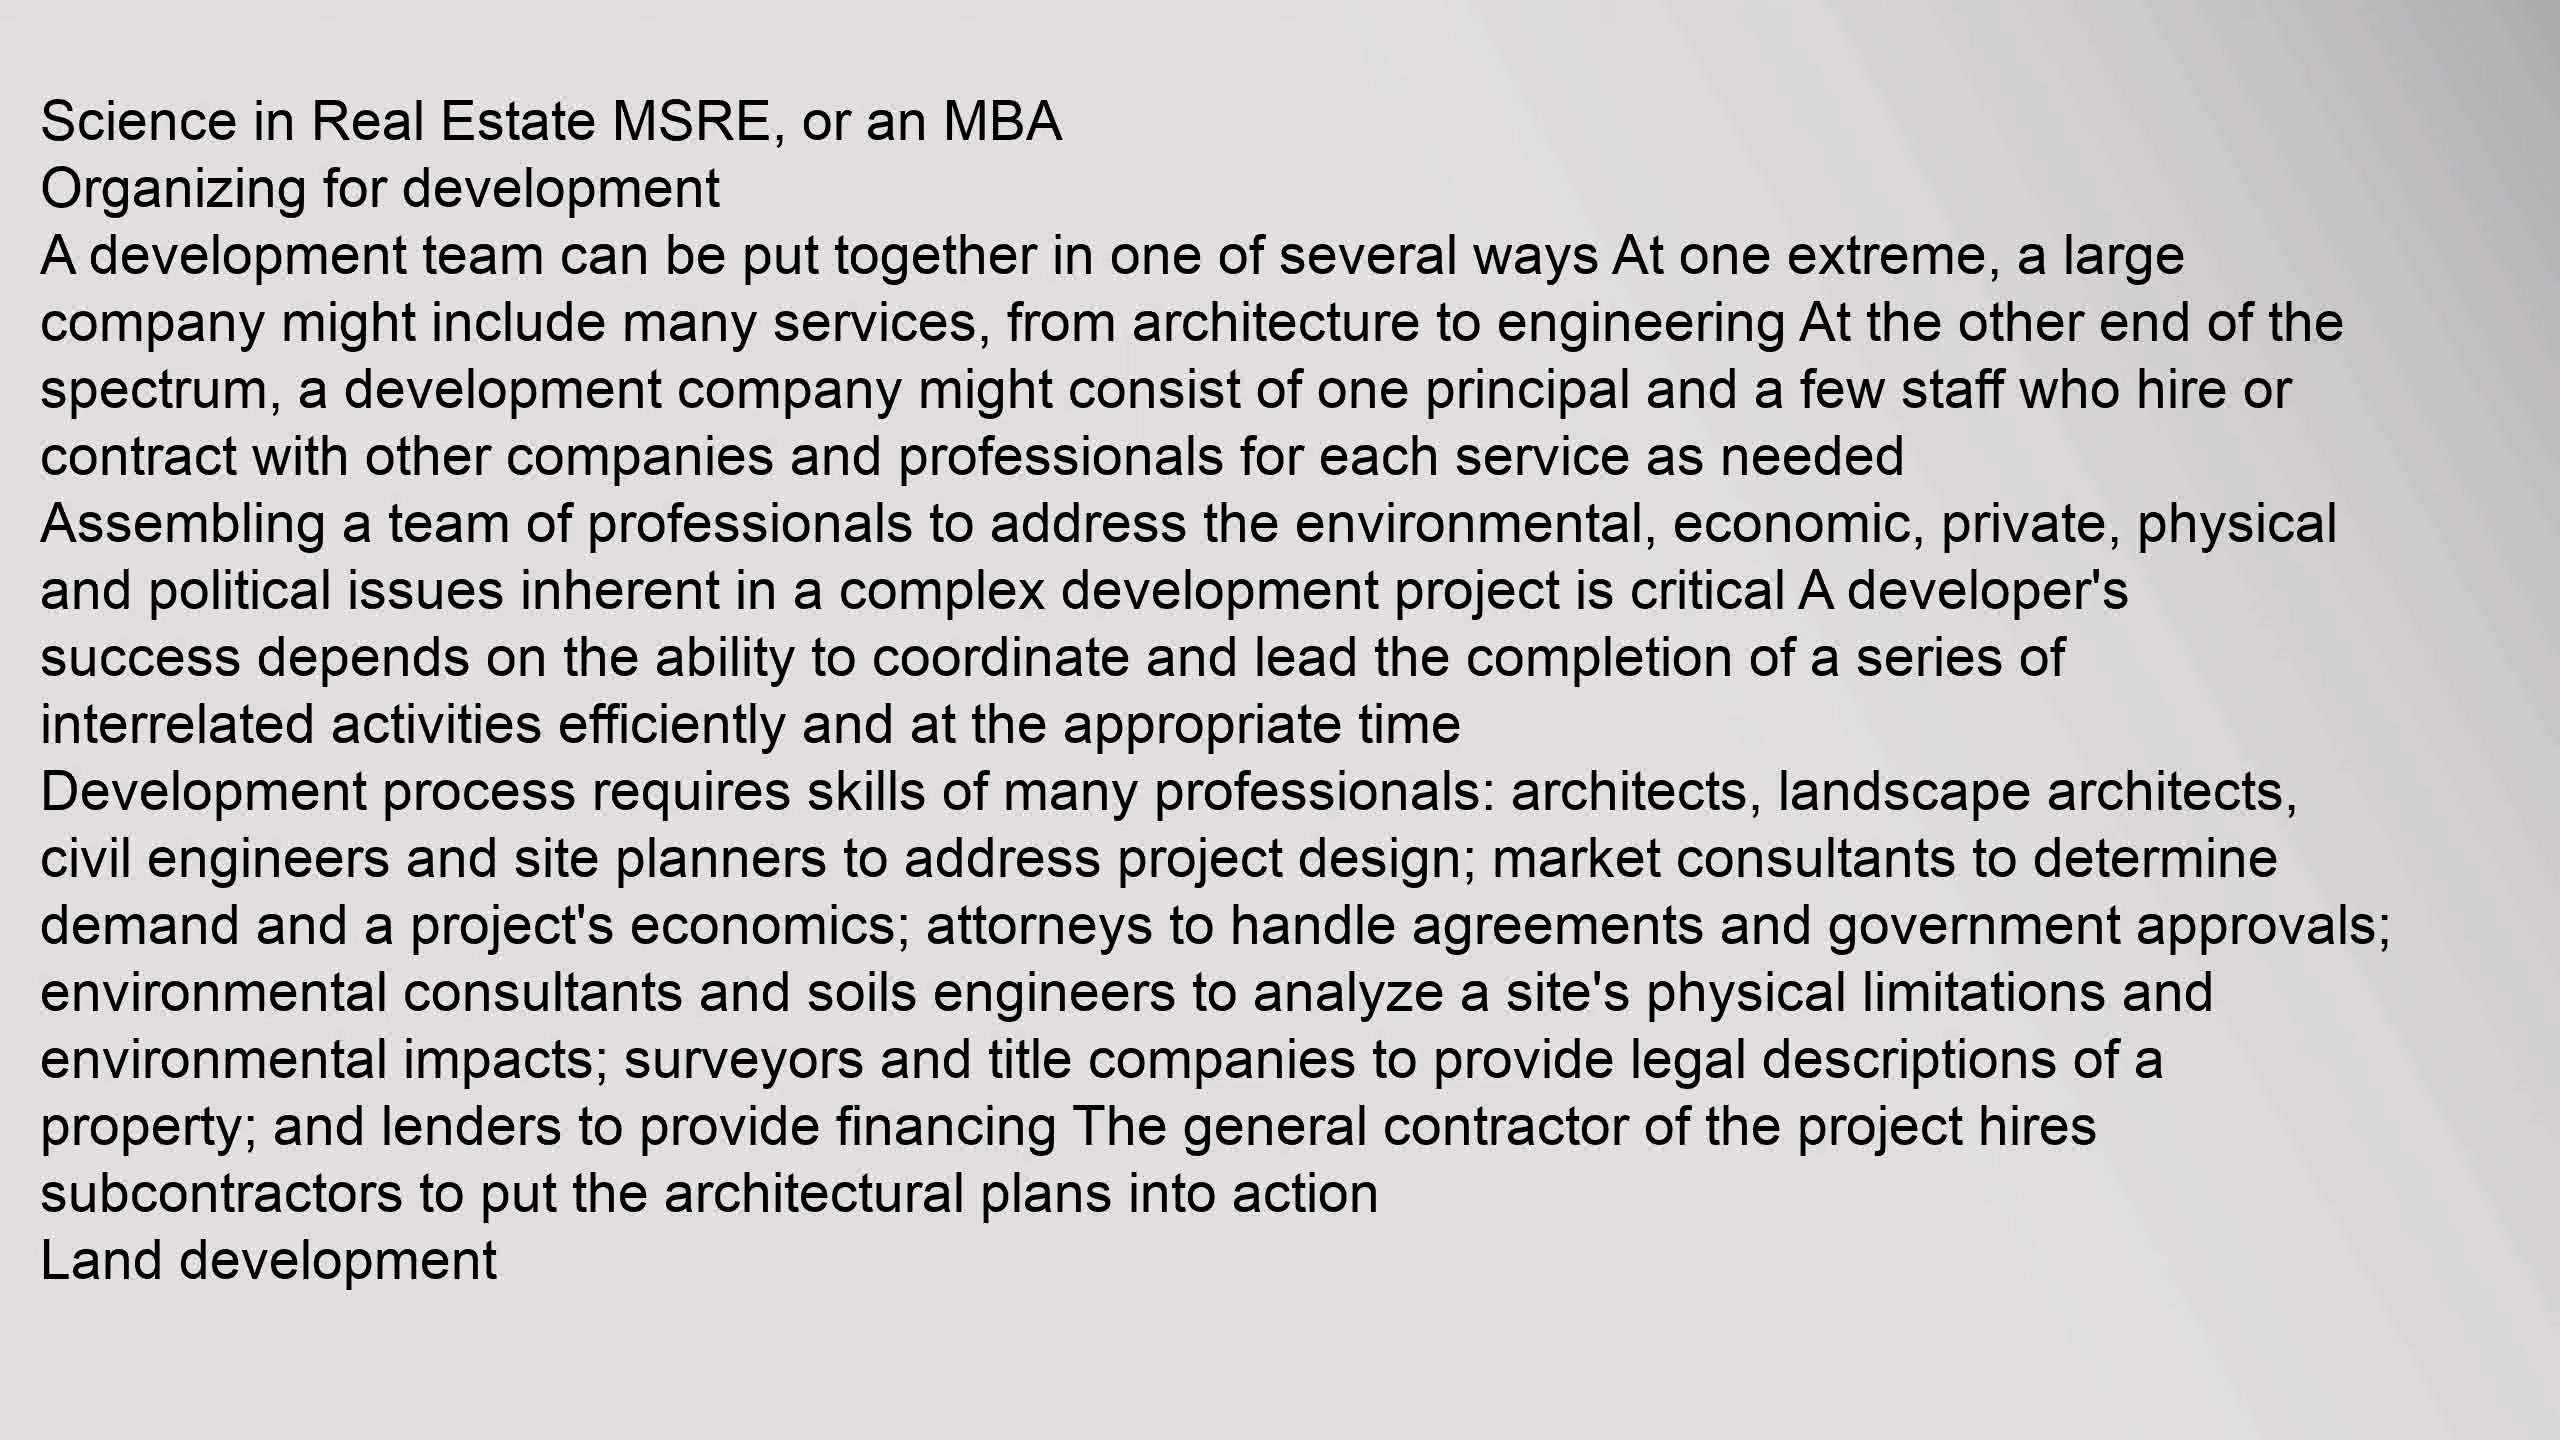 Science in Real Estate MSRE, or an MBA
Organizing for development
A development team can be put together in one of several ways At one extreme, a large
company might include many services, from architecture to engineering At the other end of the
spectrum, a development company might consist of one principal and a few staff who hire or
contract with other companies and professionals for each service as needed
Assembling a team of professionals to address the environmental, economic, private, physical
and political issues inherent in a complex development project is critical A developer's
success depends on the ability to coordinate and lead the completion of a series of
interrelated activities efficiently and at the appropriate time
Development process requires skills of many professionals: architects, landscape architects,
civil engineers and site planners to address project design; market consultants to determine
demand and a project's economics; attorneys to handle agreements and government approvals;
environmental consultants and soils engineers to analyze a site's physical limitations and
environmental impacts; surveyors and title companies to provide legal descriptions of a
property; and lenders to provide financing The general contractor of the project hires
subcontractors to put the architectural plans into action
Land development